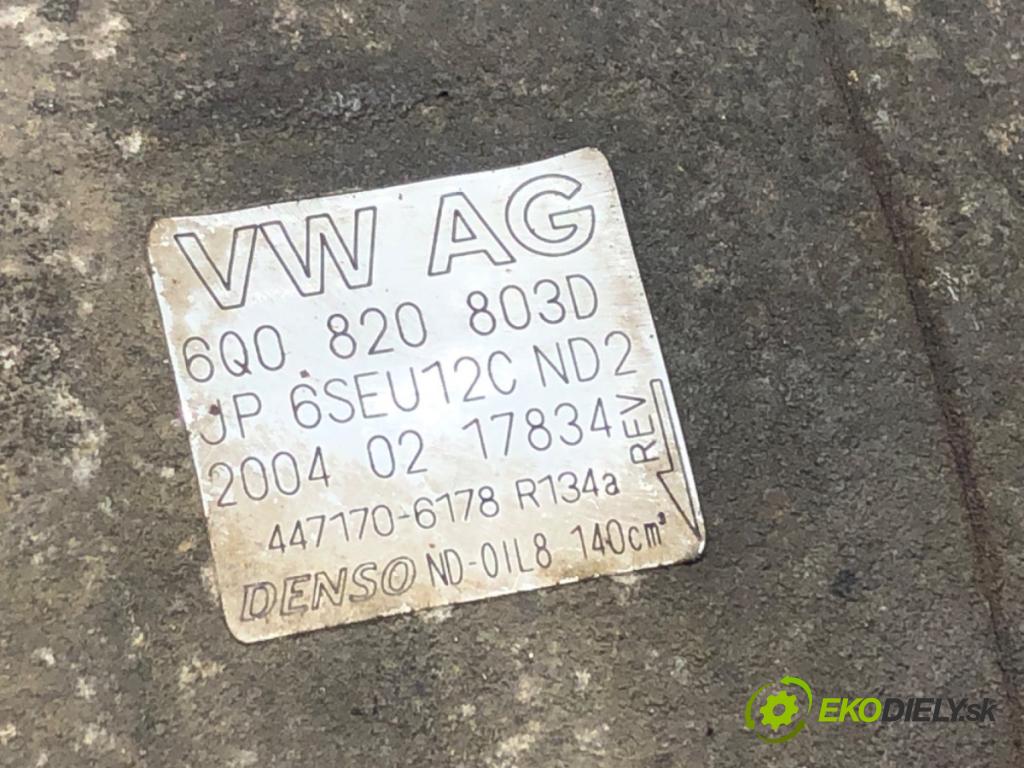 VW AG
6Q0 820 803D
JP 6SEU12C ND2
2004 02 17834
REV
447170-6178 R134a
DENSO ND-OIL8 140cm³
EKODIELY.sk